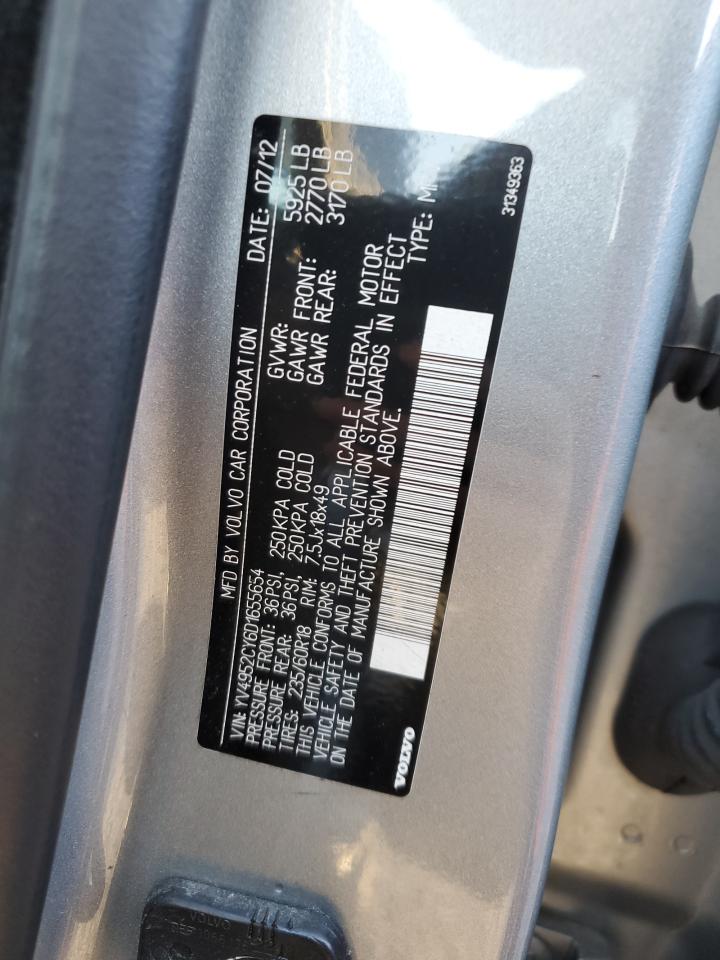 MFD BY VOLVO CAR CORPORATION DATE: 07/12
GVWR: 5925 LB
GAWR FRONT: 2770 LB
GAWR REAR: 3170 LB
VIN: YV4952CY6D1655654
PRESSURE FRONT: 36PSI, 250KPA COLD
PRESSURE REAR: 36PSI, 250KPA COLD
TIRES: 235/60R18 RIM: 7.5Jx18x49
THIS VEHICLE CONFORMS TO ALL APPLICABLE FEDERAL MOTOR
VEHICLE SAFETY AND THEFT PREVENTION STANDARDS IN EFFECT
ON THE DATE OF MANUFACTURE SHOWN ABOVE. TYPE:
VOLVO
31349363
VOLVO